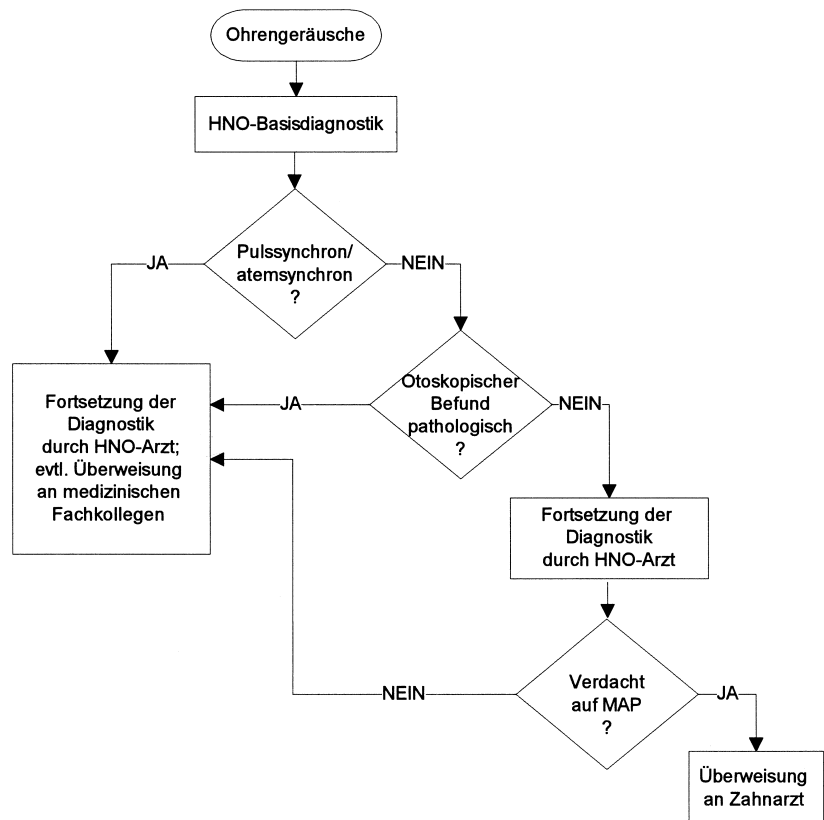 Ohrengeräusche
HNO-Basisdiagnostik
Pulssynchron/
atemsynchron
?
JA
NEIN
Otoskopischer
Befund
pathologisch
?
JA
NEIN
Fortsetzung der
Diagnostik
durch HNO-Arzt;
evtl. Überweisung
an medizinischen
Fachkollegen
Fortsetzung der
Diagnostik
durch HNO-Arzt
Verdacht
auf MAP
?
NEIN
JA
Überweisung
an Zahnarzt